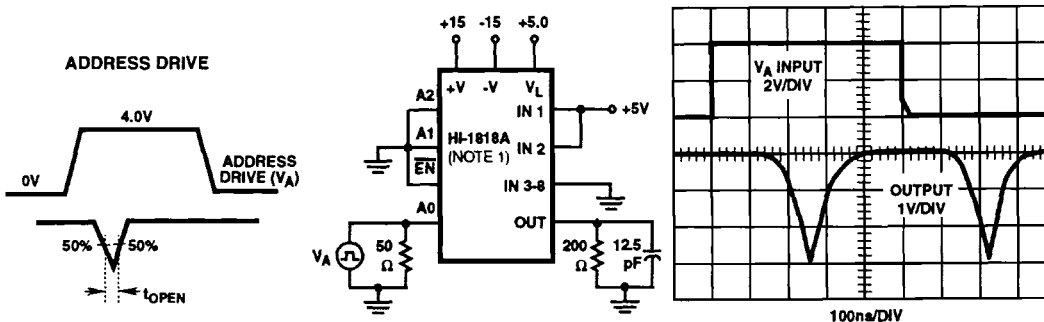 ADDRESS DRIVE
4.0V
0V
ADDRESS
DRIVE (VA)
50%
50%
tOPEN
+15
-15
+5.0
+V
-V
VL
A2
A1
EN
A0
HI-1818A
(NOTE 1)
IN 1
IN 2
IN 3-8
OUT
+5V
VA
50
Ω
200
Ω
12.5
pF
VA INPUT
2V/DIV
OUTPUT
1V/DIV
100ns/DIV